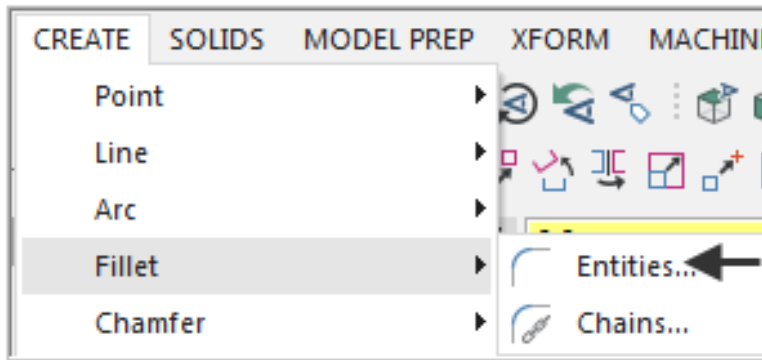 CREATE SOLIDS MODEL PREP XFORM
Point
Line
Arc
Fillet
Entities...
Chamfer
Chains...